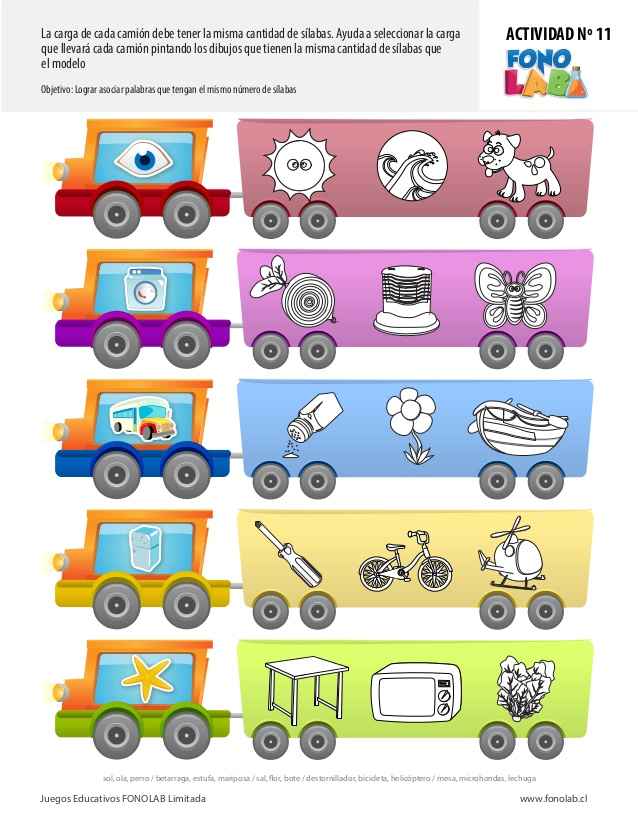 La carga de cada camión debe tener la misma cantidad de sílabas. Ayuda a seleccionar la carga
que llevará cada camión pintando los dibujos que tienen la misma cantidad de sílabas que
el modelo
Objetivo: Lograr asociar palabras que tengan el mismo número de sílabas
ACTIVIDAD Nº 11
FONO
LAB
sol, ola, perro / betarraga, estufa, mariposa / sal, flor, bote / destornillador, bicicleta, helicóptero / mesa, microhondas, lechuga
Juegos Educativos FONOLAB Limitada
www.fonolab.cl